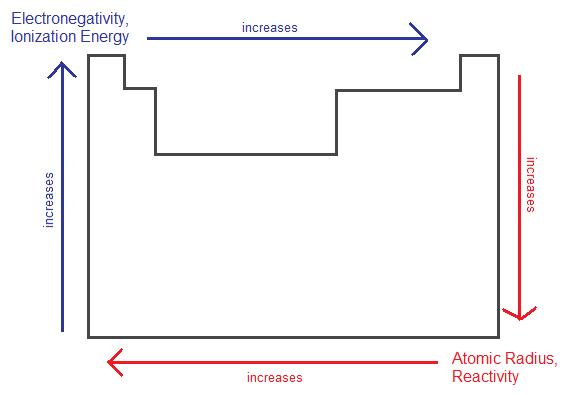 Electronegativity,
Ionization Energy
increases
increases
increases
Atomic Radius,
Reactivity
increases